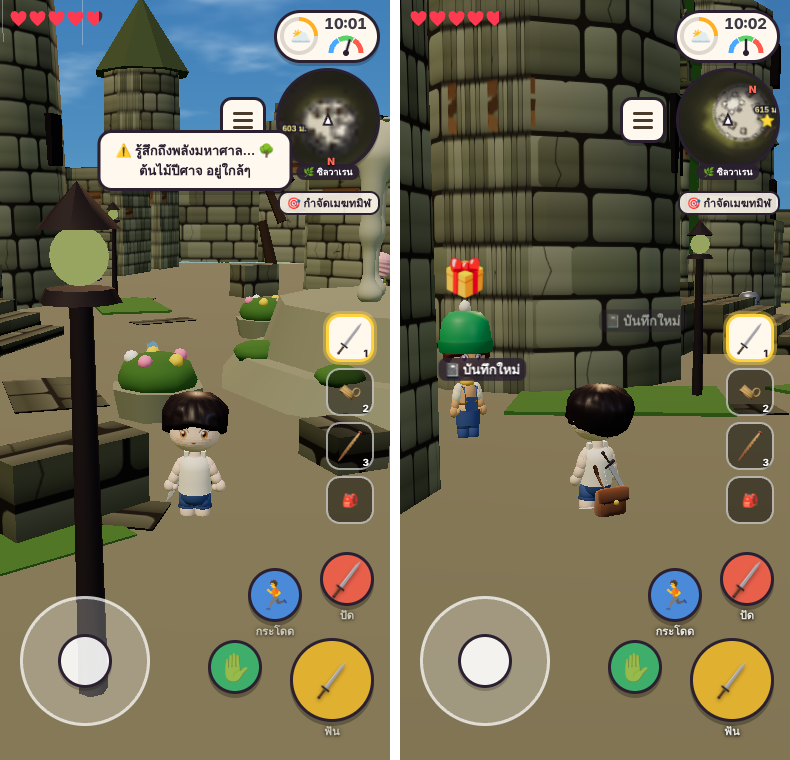 10:01
603 ม.
N
🌿 ซิลวาเรน
⚠️ รู้สึกถึงพลังมหาศาล... 🌳
ต้นไม้ปีศาจ อยู่ใกล้ๆ
🎯 กำจัดเมฆทมิฬ
1
2
3
กระโดด
ปัด
ฟัน
10:02
N
615 ม
🌿 ซิลวาเรน
🎯 กำจัดเมฆทมิฬ
📓 บันทึกใหม่
📓 บันทึกใหม่
1
2
3
กระโดด
ปัด
ฟัน